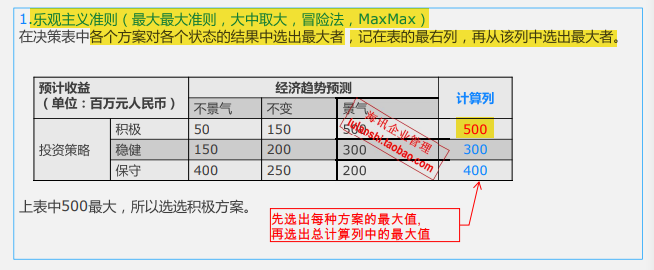 1.乐观主义准则（最大最大准则，大中取大，冒险法，MaxMax）
在决策表中各个方案对各个状态的结果中选出最大者，记在表的最右列，再从该列中选出最大者。
预计收益 经济趋势预测 计算列
（单位：百万元人民币） 不景气 不变 景气
投资策略 积极 50 150 500 500
稳健 150 200 300 300
保守 400 250 200 400
海讯企业管理
上表中500最大，所以选选积极方案。
先选出每种方案的最大值，
再选出总计算列中的最大值